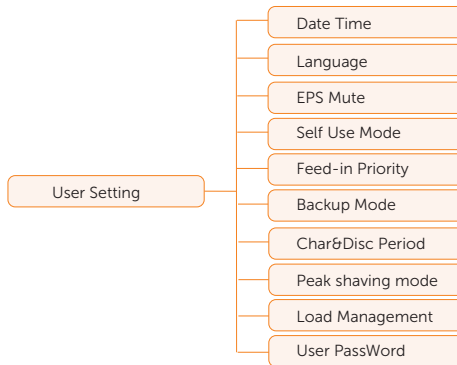 Date Time
Language
EPS Mute
Self Use Mode
Feed-in Priority
User Setting
Backup Mode
Char&Disc Period
Peak shaving mode
Load Management
User PassWord